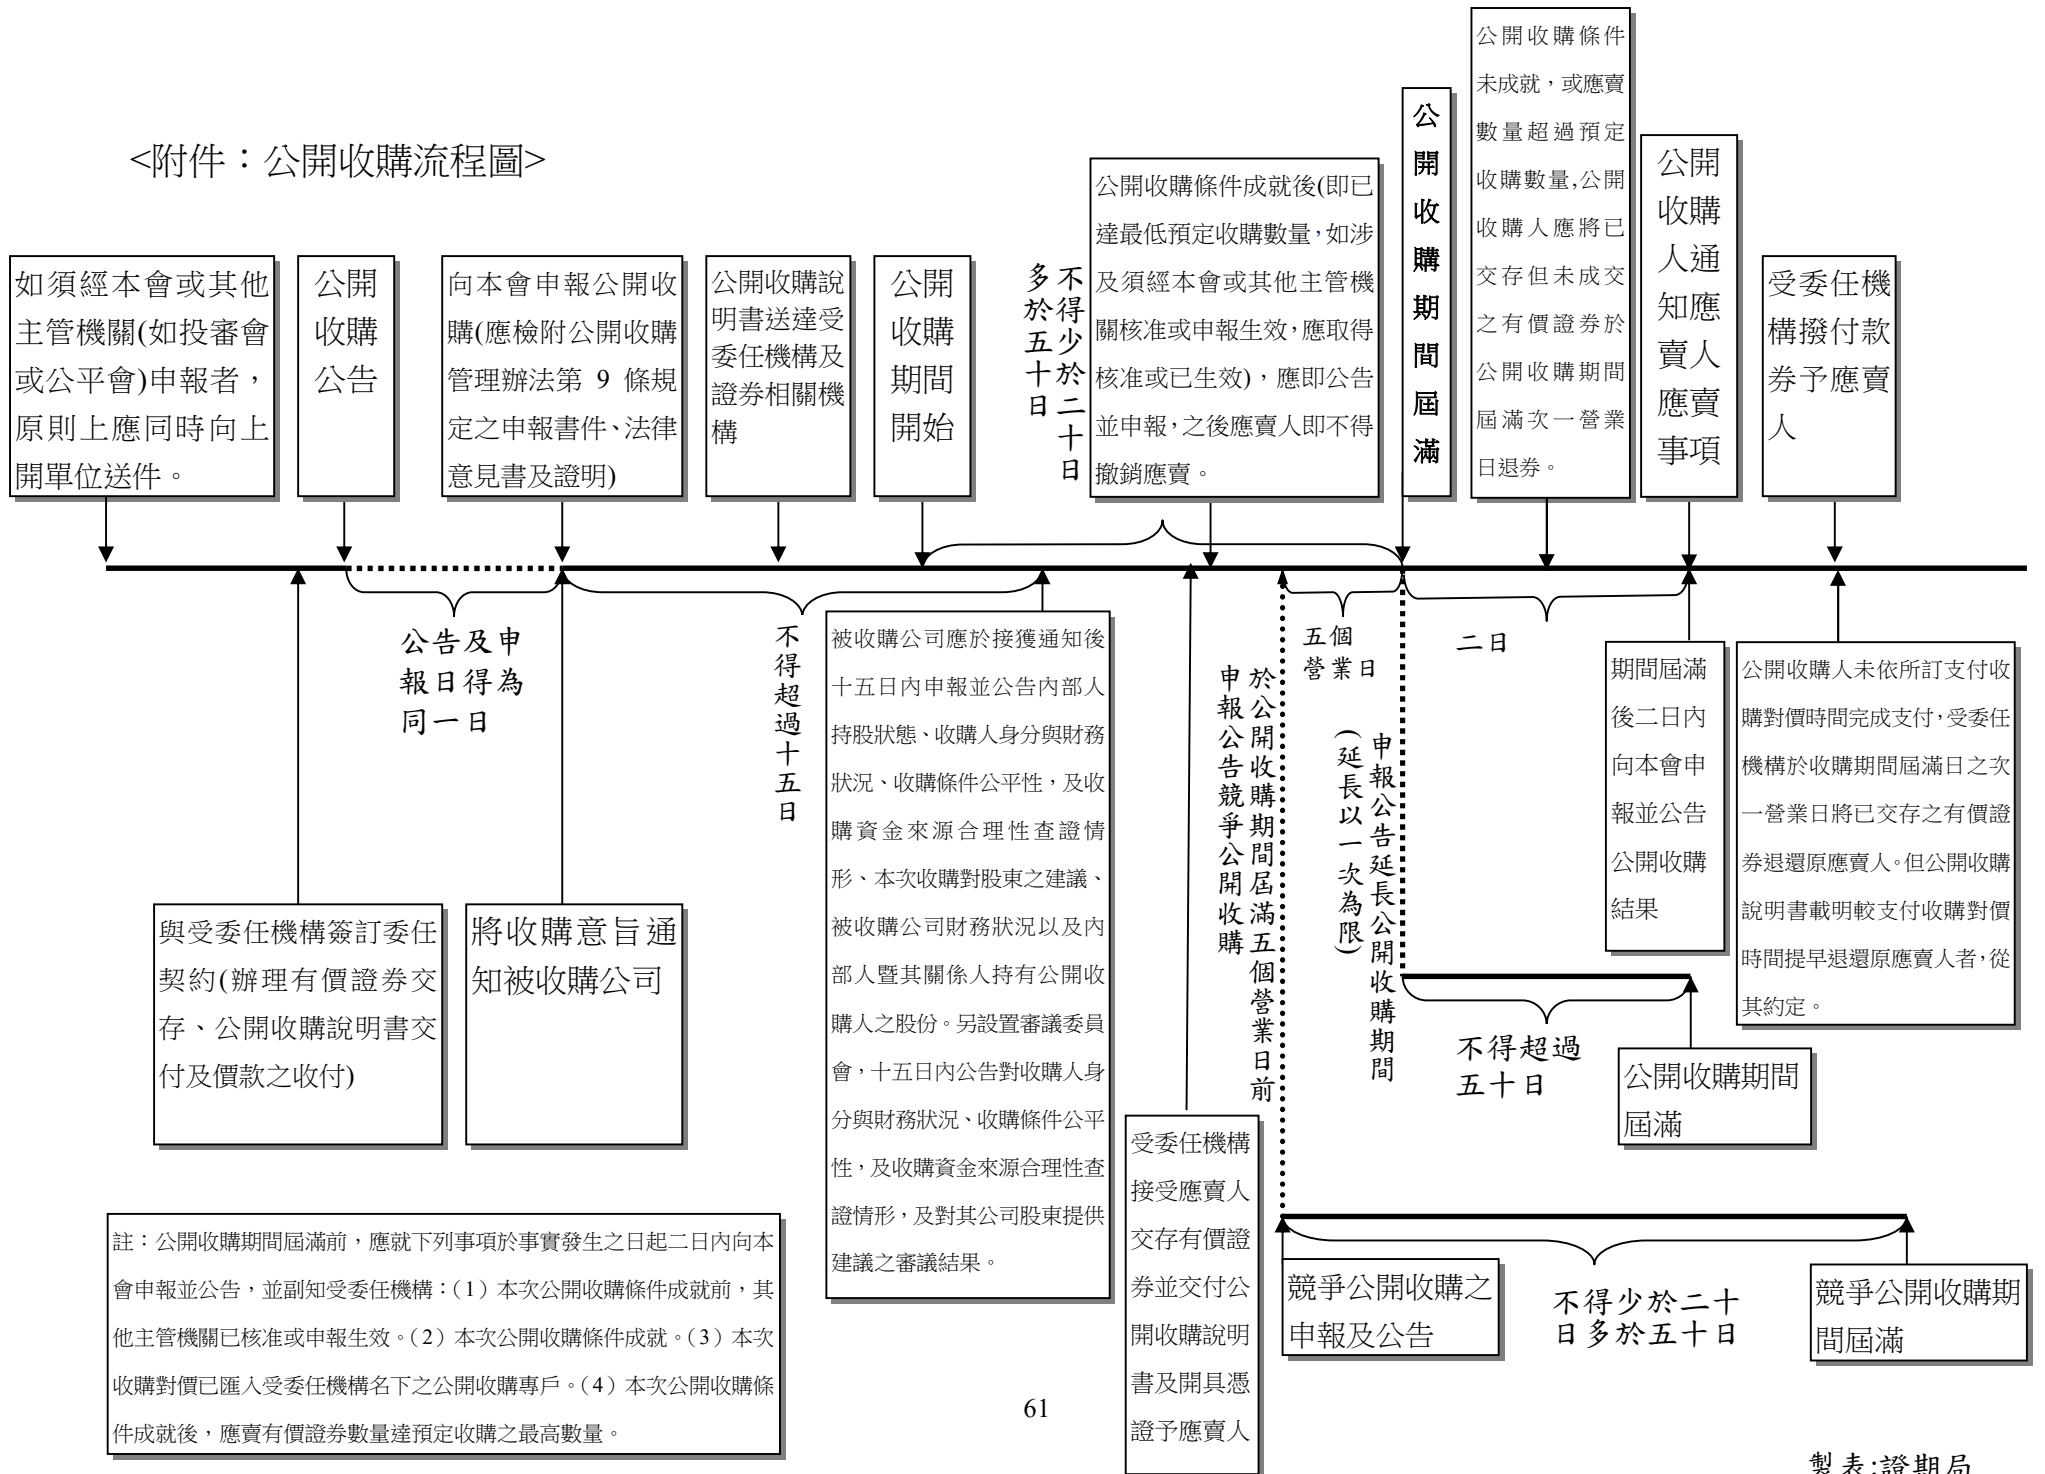 <附件：公開收購流程圖>
如須經本會或其他
主管機關(如投審會
或公平會)申報者，
原則上應同時向上
開單位送件。
公開
收購
公告
向本會申報公開收
購(應檢附公開收購
管理辦法第 9 條規
定之申報書件、法律
意見書及證明)
公開收購說
明書送達受
委任機構及
證券相關機
構
公開
收購
期間
開始
不得少於二十日
多於五十日
公開收購條件成就後(即已
達最低預定收購數量，如涉
及須經本會或其他主管機
關核准或申報生效，應取得
核准或已生效)，應即公告
並申報，之後應賣人即不得
撤銷應賣。
公開收購期間屆滿
公開收購條件
未成就，或應賣
數量超過預定
收購數量,公開
收購人應將已
交存但未成交
之有價證券於
公開收購期間
屆滿次一營業
日退券。
公開
收購
人通
知應
賣人
應賣
事項
受委任機
構撥付款
券予應賣
人
公告及申
報日得為
同一日
不得超過十五日
被收購公司應於接獲通知後
十五日內申報並公告內部人
持股狀態、收購人身分與財務
狀況、收購條件公平性，及收
購資金來源合理性查證情
形、本次收購對股東之建議、
被收購公司財務狀況以及內
部人暨其關係人持有公開收
購人之股份。另設置審議委員
會，十五日內公告對收購人身
分與財務狀況、收購條件公平
性，及收購資金來源合理性查
證情形，及對其公司股東提供
建議之審議結果。
於公開收購期間屆滿五個營業日前
申報公告競爭公開收購
五個
營業日
申報公告延長公開收購期間
(延長以一次為限)
二日
期間屆滿
後二日內
向本會申
報並公告
公開收購
結果
公開收購人未依所訂支付收
購對價時間完成支付，受委任
機構於收購期間屆滿日之次
一營業日將已交存之有價證
券退還原應賣人。但公開收購
說明書載明較支付收購對價
時間提早退還原應賣人者，從
其約定。
與受委任機構簽訂委任
契約(辦理有價證券交
存、公開收購說明書交
付及價款之收付)
將收購意旨通
知被收購公司
不得超過
五十日
公開收購期間
屆滿
受委任機構
接受應賣人
交存有價證
券並交付公
開收購說明
書及開具憑
證予應賣人
競爭公開收購之
申報及公告
不得少於二十
日多於五十日
競爭公開收購期
間屆滿
註：公開收購期間屆滿前，應就下列事項於事實發生之日起二日內向本
會申報並公告，並副知受委任機構：（1）本次公開收購條件成就前，其
他主管機關已核准或申報生效。（2）本次公開收購條件成就。（3）本次
收購對價已匯入受委任機構名下之公開收購專戶。（4）本次公開收購條
件成就後，應賣有價證券數量達預定收購之最高數量。
61
製表:證期局